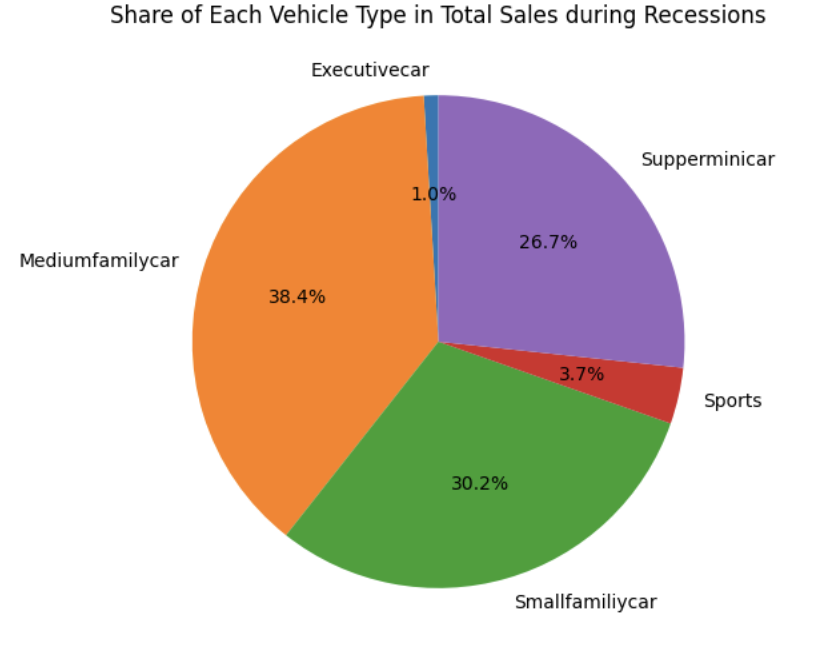 Share of Each Vehicle Type in Total Sales during Recessions
Executivecar
Supperminicar
1.0%
26.7%
Mediumfamilycar
38.4%
3.7%
Sports
30.2%
Smallfamiliycar